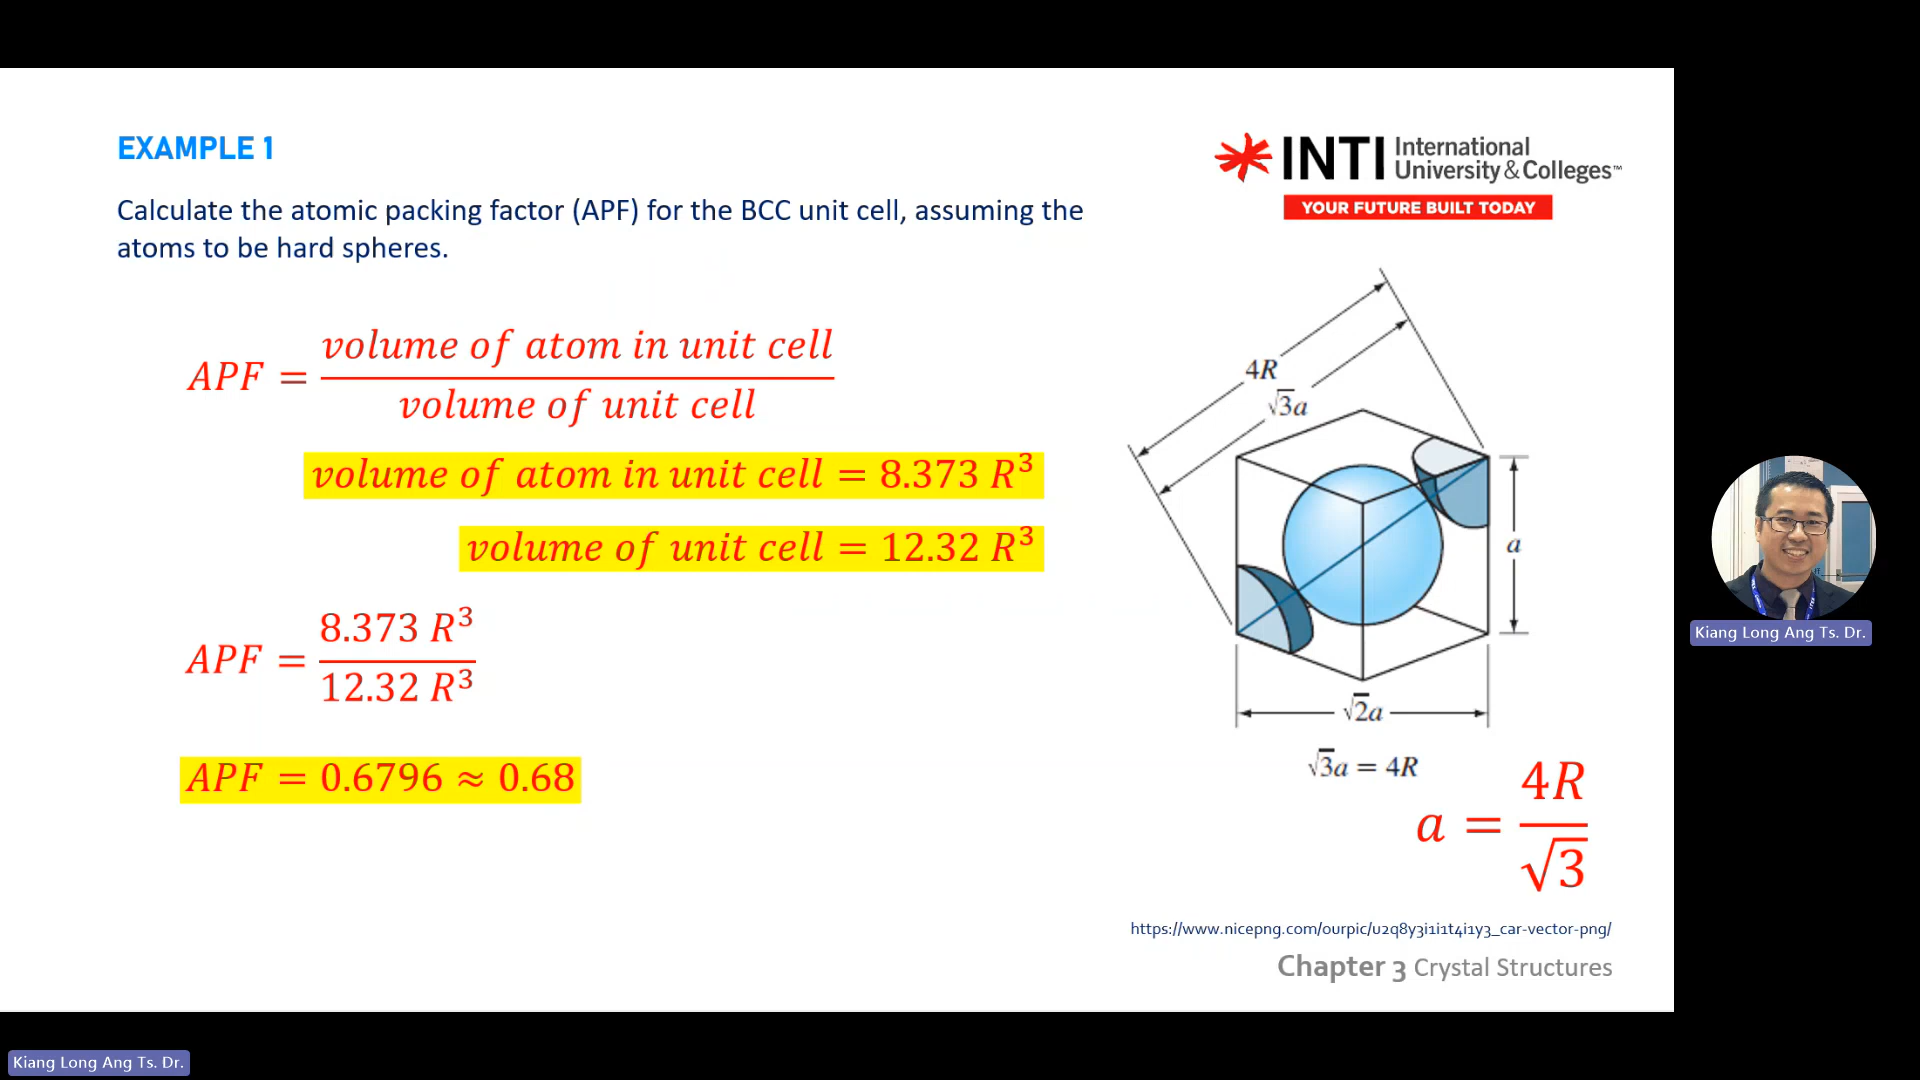 EXAMPLE 1
INTI International University & Colleges™
YOUR FUTURE BUILT TODAY
Calculate the atomic packing factor (APF) for the BCC unit cell, assuming the
atoms to be hard spheres.
APF = volume of atom in unit cell / volume of unit cell
volume of atom in unit cell = 8.373 R³
volume of unit cell = 12.32 R³
APF = 8.373 R³ / 12.32 R³
APF = 0.6796 ≈ 0.68
4R
√3a
a
√2a
√3a = 4R
a = 4R / √3
https://www.nicepng.com/ourpic/u2q8y3i1i1t4i1y3_car-vector-png/
Chapter 3 Crystal Structures
Kiang Long Ang Ts. Dr.
Kiang Long Ang Ts. Dr.